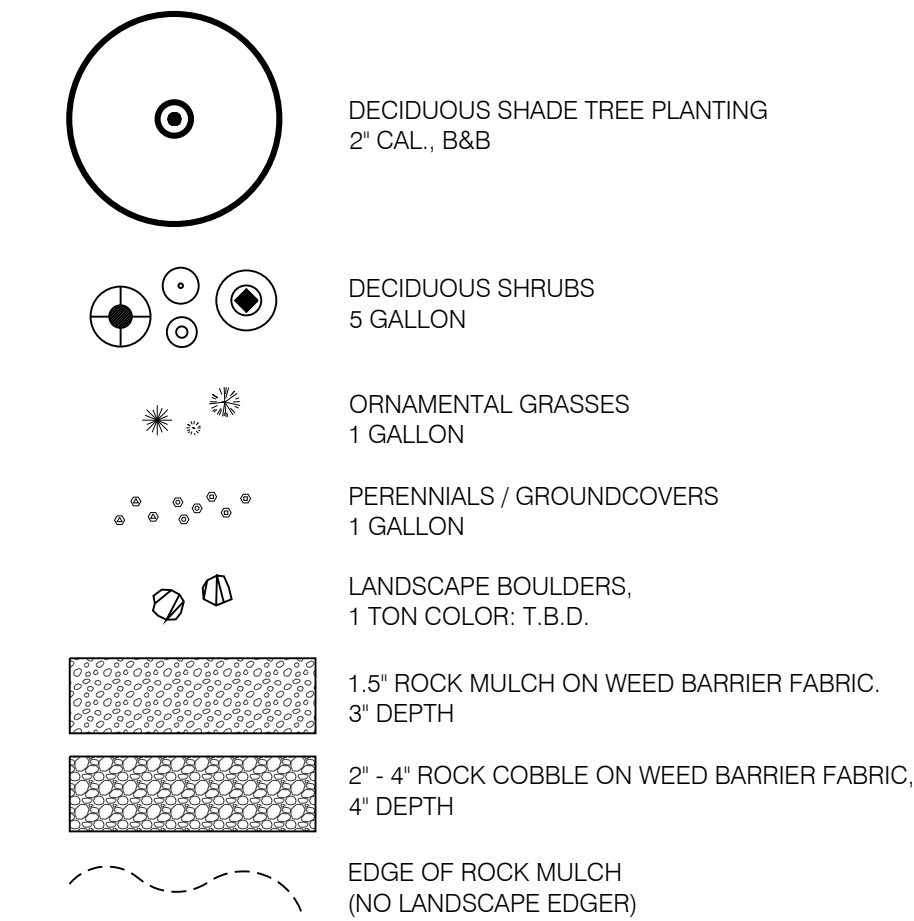 DECIDUOUS SHADE TREE PLANTING
2" CAL., B&B
DECIDUOUS SHRUBS
5 GALLON
ORNAMENTAL GRASSES
1 GALLON
PERENNIALS / GROUNDCOVERS
1 GALLON
LANDSCAPE BOULDERS,
1 TON COLOR: T.B.D.
1.5" ROCK MULCH ON WEED BARRIER FABRIC.
3" DEPTH
2" - 4" ROCK COBBLE ON WEED BARRIER FABRIC,
4" DEPTH
EDGE OF ROCK MULCH
(NO LANDSCAPE EDGER)